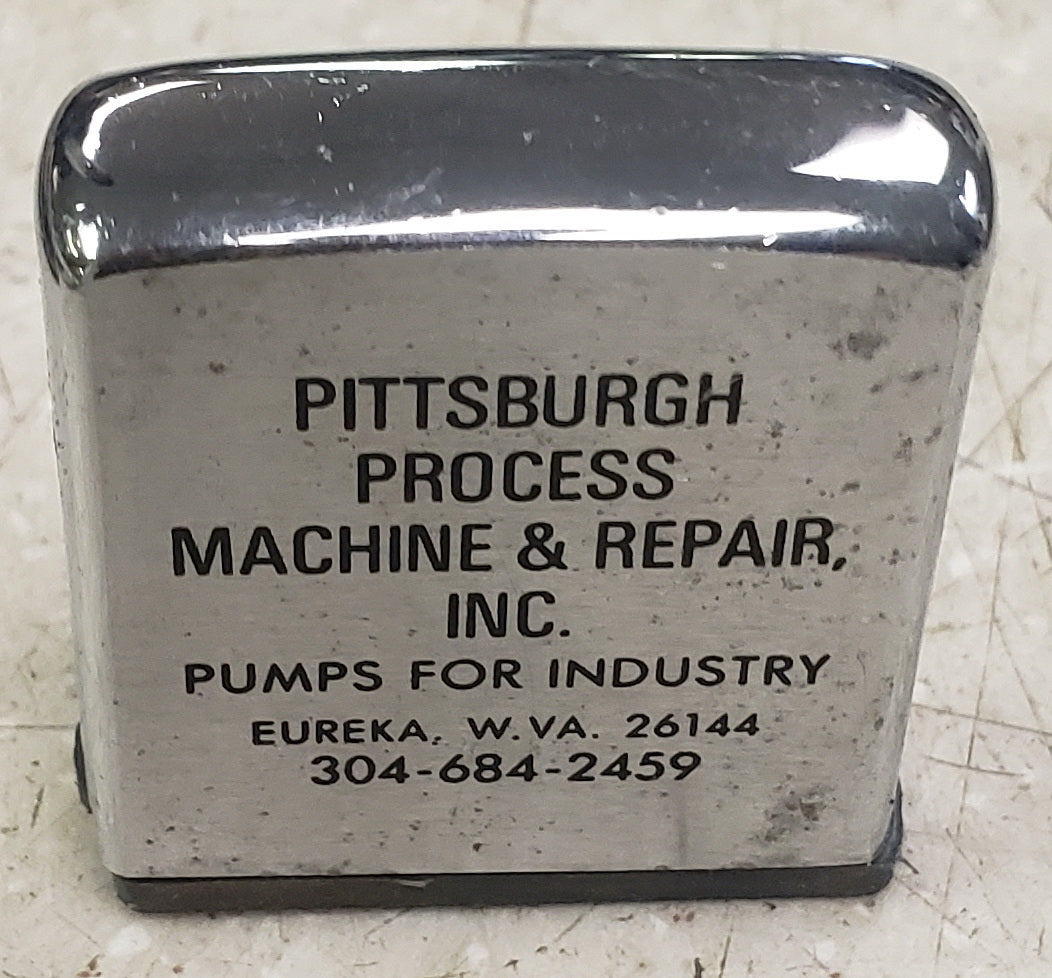 PITTSBURGH
PROCESS
MACHINE & REPAIR,
INC.
PUMPS FOR INDUSTRY
EUREKA, W.VA. 26144
304-684-2459